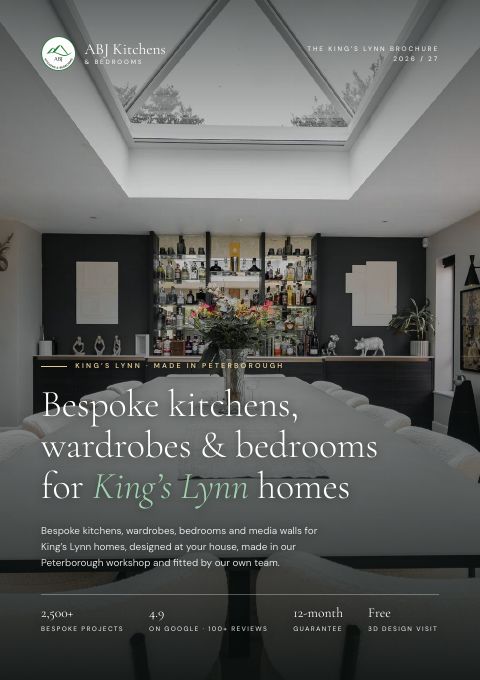 ABJ
ABJ Kitchens
& BEDROOMS
THE KING'S LYNN BROCHURE
2026 / 27
KING'S LYNN · MADE IN PETERBOROUGH
Bespoke kitchens,
wardrobes & bedrooms
for King's Lynn homes
Bespoke kitchens, wardrobes, bedrooms and media walls for
King's Lynn homes, designed at your house, made in our
Peterborough workshop and fitted by our own team.
2,500+
BESPOKE PROJECTS
4.9
ON GOOGLE · 100+ REVIEWS
12-month
GUARANTEE
Free
3D DESIGN VISIT